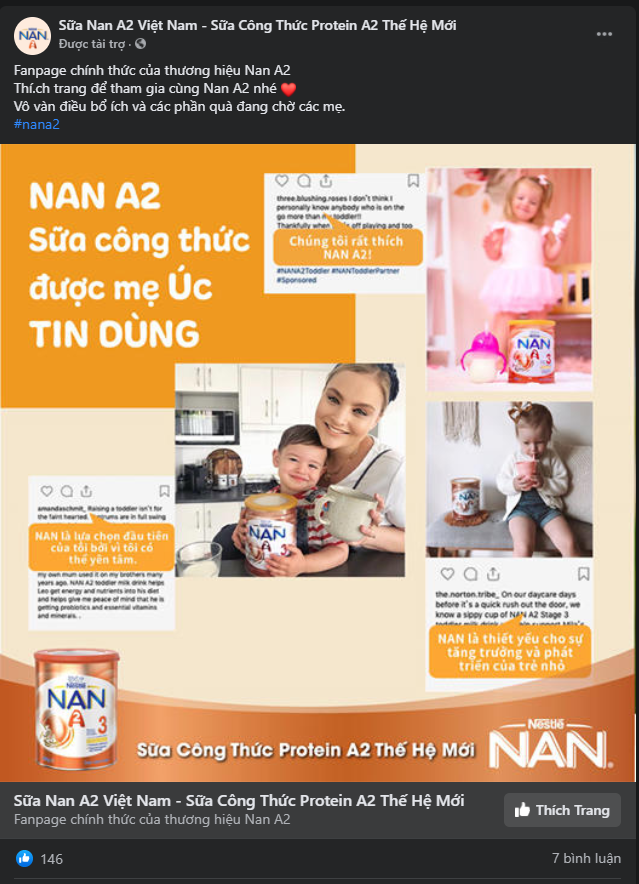 Sữa Nan A2 Việt Nam - Sữa Công Thức Protein A2 Thế Hệ Mới
Được tài trợ ·
Fanpage chính thức của thương hiệu Nan A2
Thí.ch trang để tham gia cùng Nan A2 nhé ❤️
Vô vàn điều bổ ích và các phần quà đang chờ các mẹ.
#nana2
NAN A2
Sữa công thức
được mẹ Úc
TIN DÙNG
three.blushing.roses I don't think I
personally know anybody who is on the
go more than my toddler!!
Thankfully when off playing and too
Chúng tôi rất thích
NAN A2!
#NANA2Toddler #NANToddlerPartner
#Sponsored
NAN
A2
3
NAN
NAN
amandaschmit_ Raising a toddler isn't for
the faint hearted. are in full swing
NAN là lựa chọn đầu tiên
của tôi bởi vì tôi có
thể yên tâm.
my own mum used it on my brothers many
years ago. NAN A2 toddler milk drink helps
Leo get energy and nutrients into his diet
and helps give me peace of mind that he is
getting probiotics and essential vitamins
and minerals. .
the.norton.tribe_ On our daycare days
before it's a quick rush out the door, we
know a sippy cup of NAN A2 Stage 3
NAN là thiết yếu cho sự
tăng trưởng và phát
triển của trẻ nhỏ
Nestlé
NAN
A2
3
Sữa Công Thức Protein A2 Thế Hệ Mới
Nestlé
NAN®
Sữa Nan A2 Việt Nam - Sữa Công Thức Protein A2 Thế Hệ Mới
Fanpage chính thức của thương hiệu Nan A2
Thích Trang
146
7 bình luận